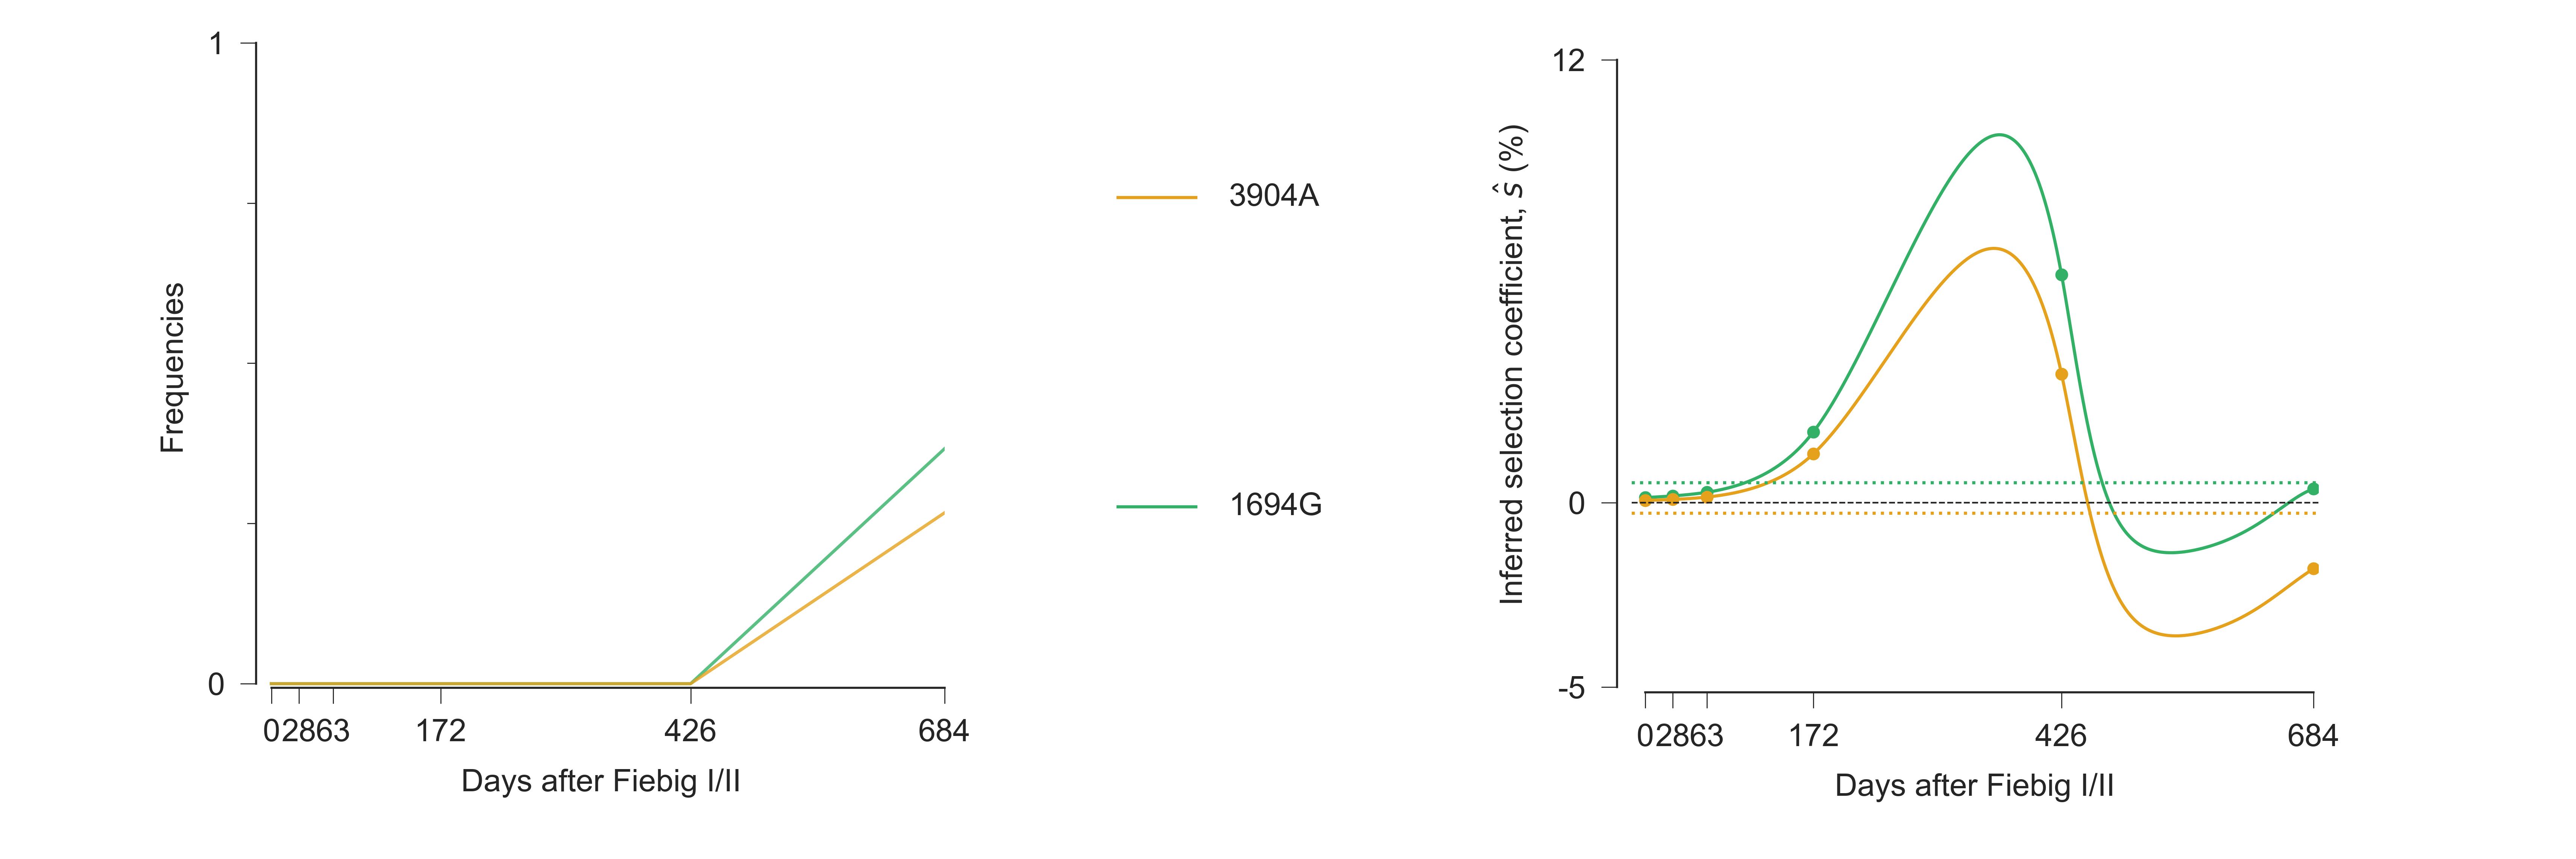 1
0
Frequencies
0 28 63 172 426 684
Days after Fiebig I/II
3904A
1694G
12
0
-5
Inferred selection coefficient, ŝ (%)
0 28 63 172 426 684
Days after Fiebig I/II